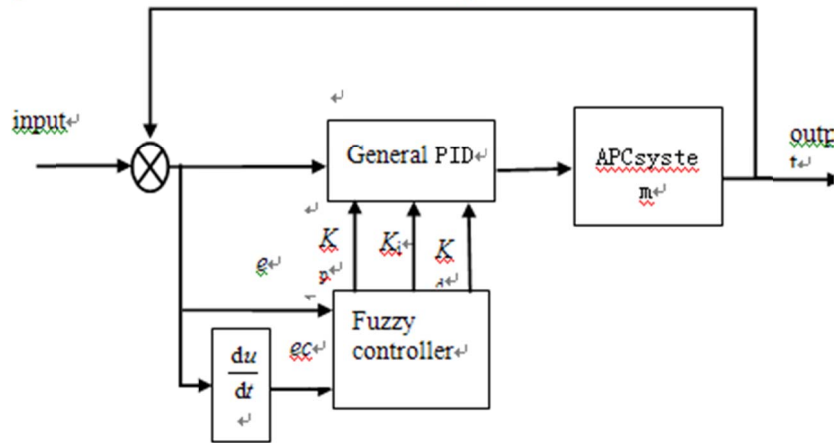 input↵
General PID↵
APCsyste
m↵
outp
t↵
e↵
K
p↵
Ki↵
K
ec↵
Fuzzy
controller↵
du
dt
↵